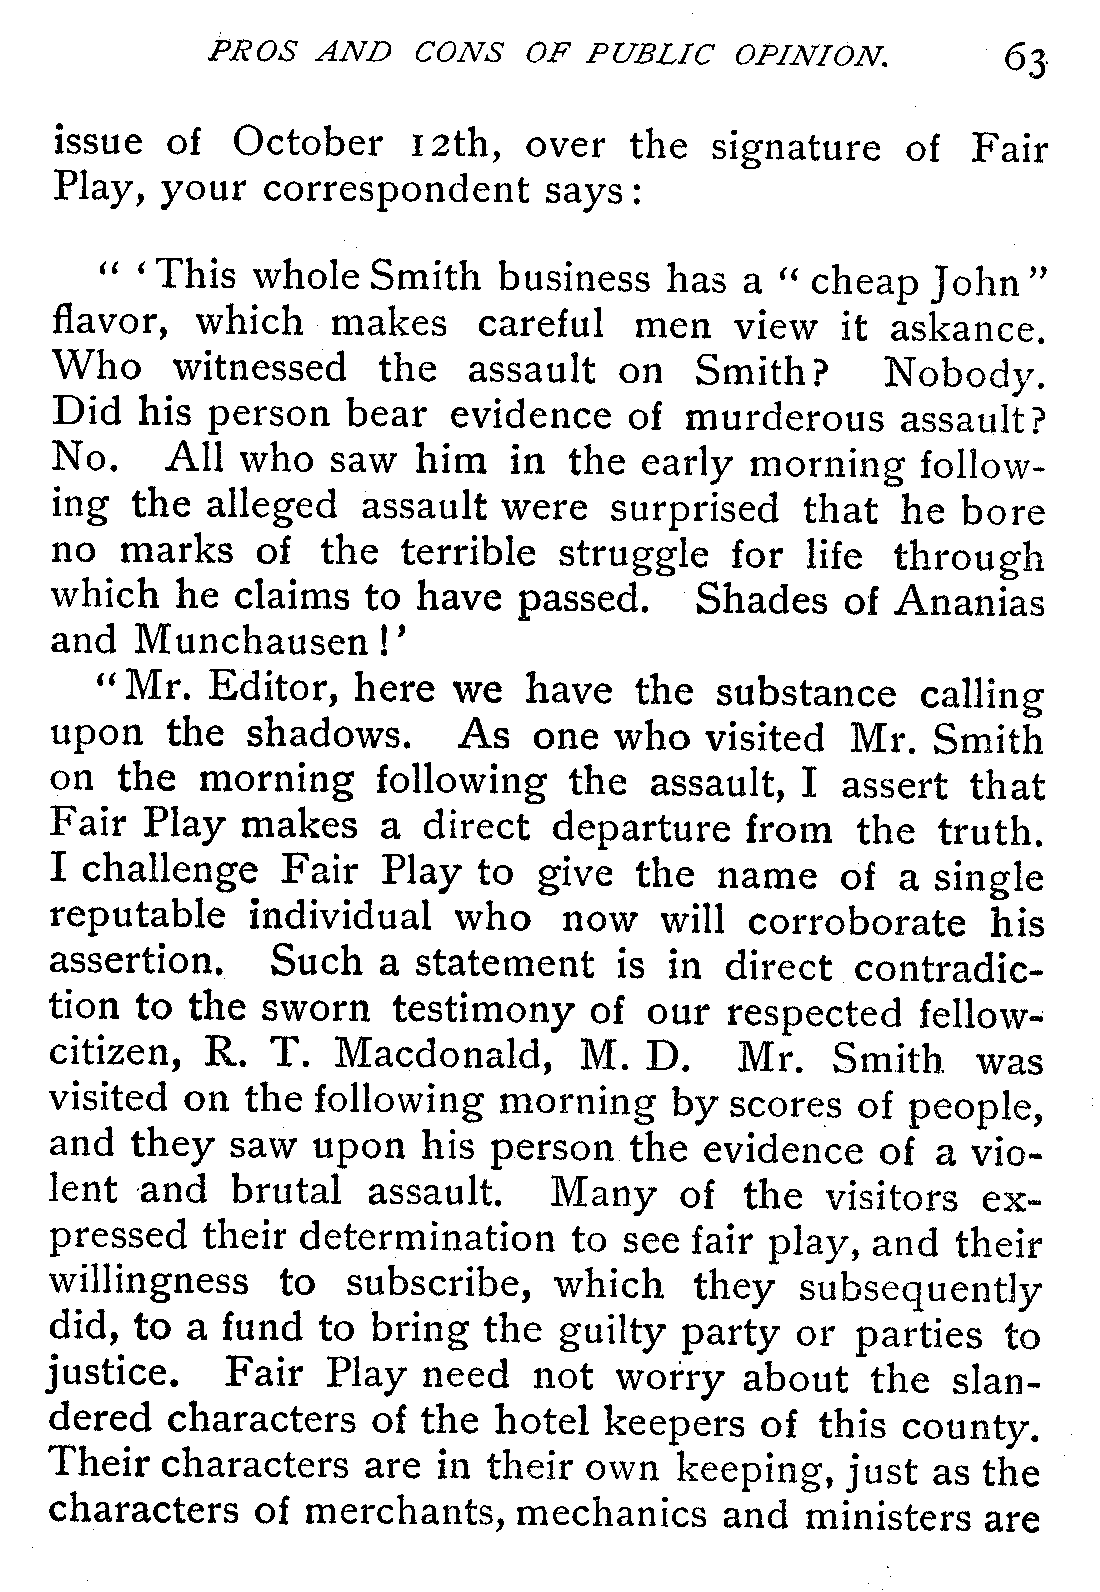 PROS AND CONS OF PUBLIC OPINION. 63
issue of October 12th, over the signature of Fair
Play, your correspondent says:
" 'This whole Smith business has a "cheap John"
flavor, which makes careful men view it askance.
Who witnessed the assault on Smith? Nobody.
Did his person bear evidence of murderous assault?
No. All who saw him in the early morning follow-
ing the alleged assault were surprised that he bore
no marks of the terrible struggle for life through
which he claims to have passed. Shades of Ananias
and Munchausen!'
"Mr. Editor, here we have the substance calling
upon the shadows. As one who visited Mr. Smith
on the morning following the assault, I assert that
Fair Play makes a direct departure from the truth.
I challenge Fair Play to give the name of a single
reputable individual who now will corroborate his
assertion. Such a statement is in direct contradic-
tion to the sworn testimony of our respected fellow-
citizen, R. T. Macdonald, M. D. Mr. Smith was
visited on the following morning by scores of people,
and they saw upon his person the evidence of a vio-
lent and brutal assault. Many of the visitors ex-
pressed their determination to see fair play, and their
willingness to subscribe, which they subsequently
did, to a fund to bring the guilty party or parties to
justice. Fair Play need not worry about the slan-
dered characters of the hotel keepers of this county.
Their characters are in their own keeping, just as the
characters of merchants, mechanics and ministers are